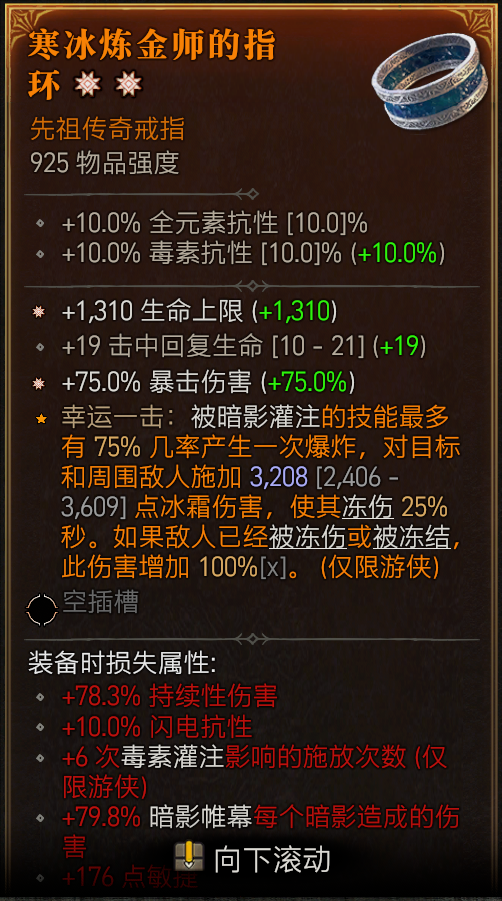 寒冰炼金师的指
环
先祖传奇戒指
925 物品强度
+10.0% 全元素抗性 [10.0]%
+10.0% 毒素抗性 [10.0]% (+10.0%)
+1,310 生命上限 (+1,310)
+19 击中回复生命 [10 - 21] (+19)
+75.0% 暴击伤害 (+75.0%)
幸运一击：被暗影灌注的技能最多
有 75% 几率产生一次爆炸，对目标
和周围敌人施加 3,208 [2,406 -
3,609] 点冰霜伤害，使其冻伤 25%
秒。如果敌人已经被冻伤或被冻结，
此伤害增加 100%[x]。 (仅限游侠)
空插槽
装备时损失属性:
+78.3% 持续性伤害
+10.0% 闪电抗性
+6 次毒素灌注影响的施放次数 (仅
限游侠)
+79.8% 暗影帷幕每个暗影造成的伤
害
向下滚动
+176 点敏捷